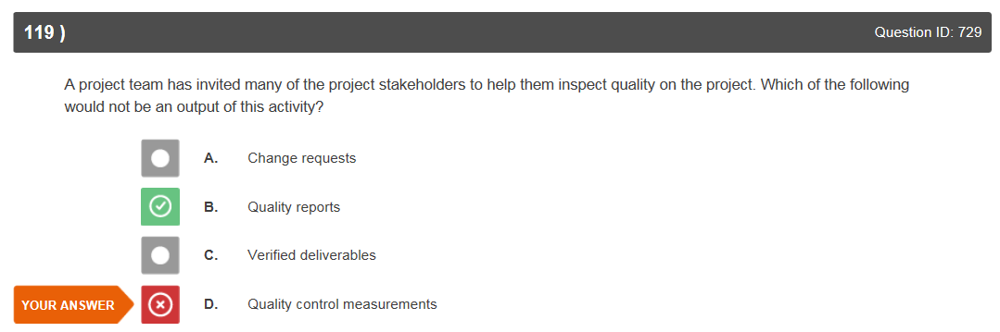 119 )
Question ID: 729
A project team has invited many of the project stakeholders to help them inspect quality on the project. Which of the following
would not be an output of this activity?
A. Change requests
B. Quality reports
C. Verified deliverables
YOUR ANSWER D. Quality control measurements